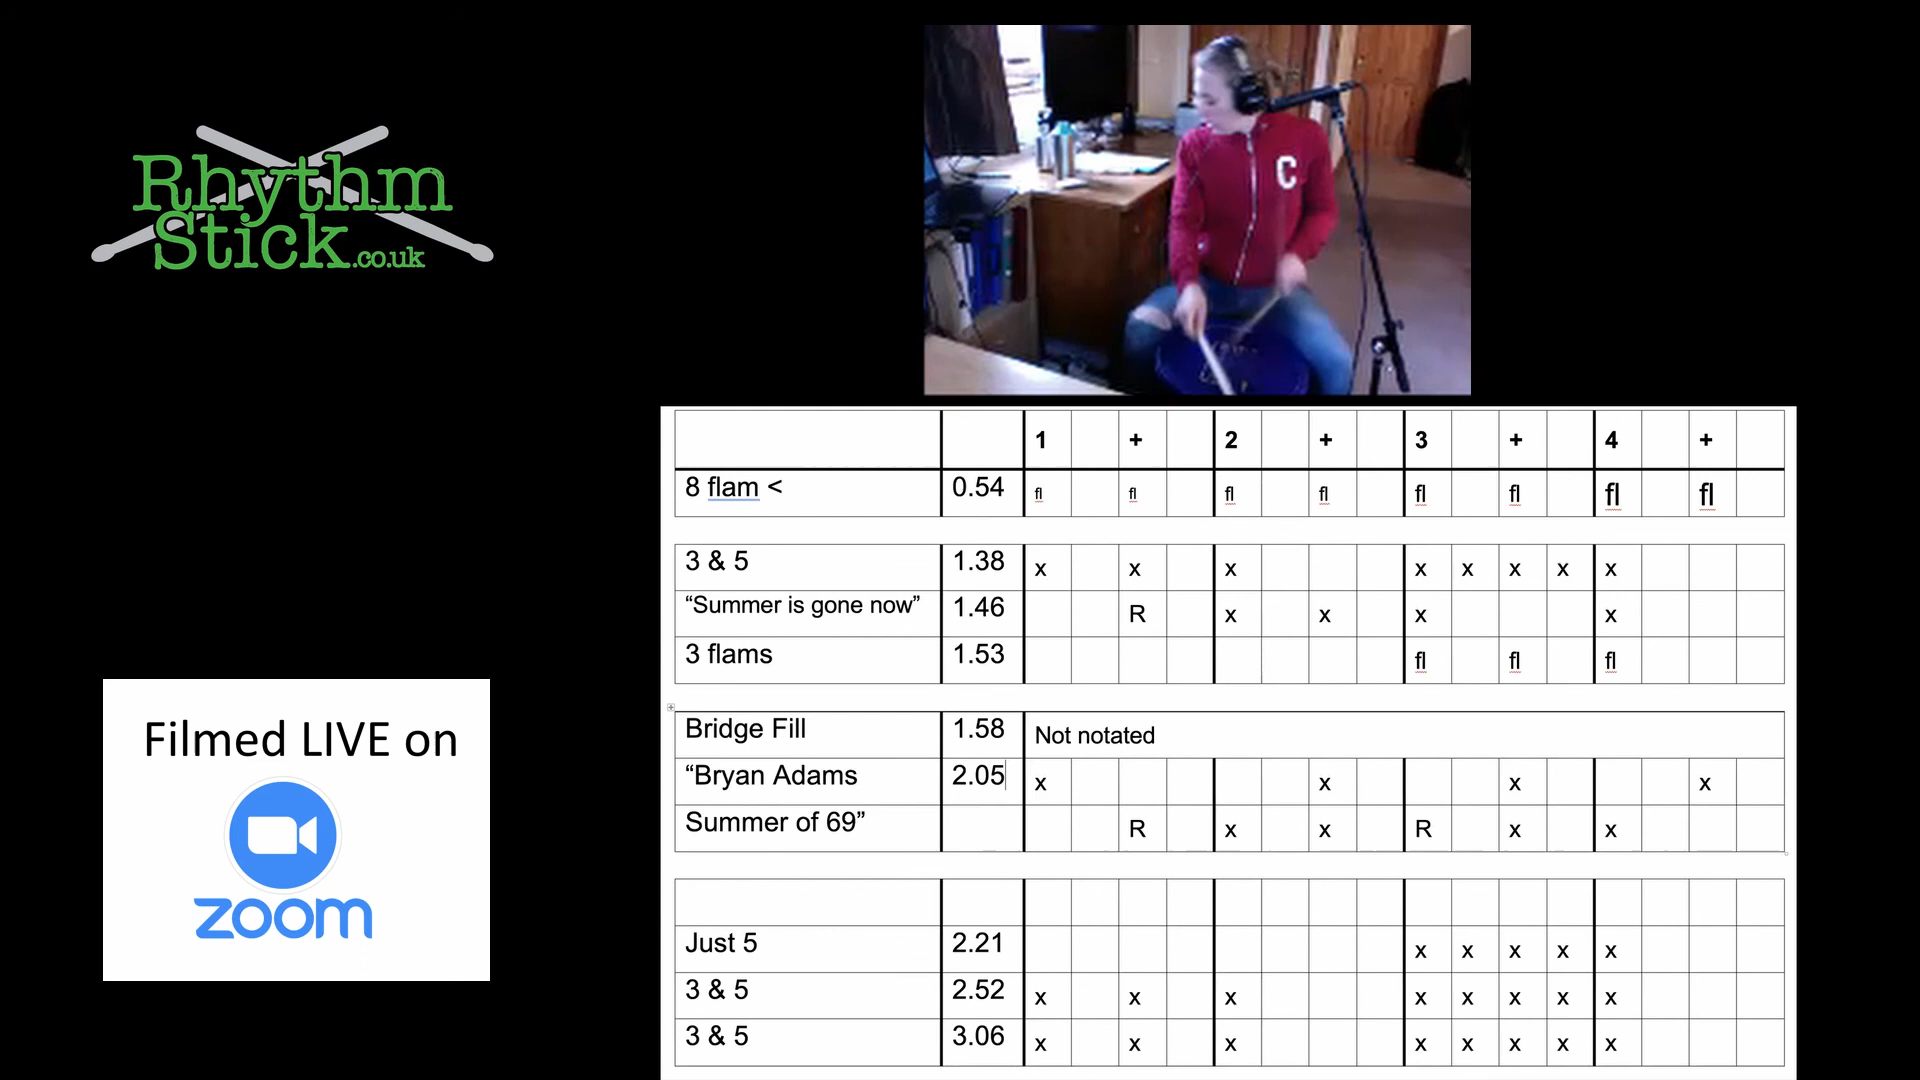 Rhythm
Stick.co.uk
C
1 + 2 + 3 + 4 +
8 flam < 0.54 fl fl fl fl fl fl fl fl
3 & 5 1.38 x x x x x x x x
“Summer is gone now” 1.46 R x x x x
3 flams 1.53 fl fl fl
Bridge Fill 1.58 Not notated
“Bryan Adams 2.05 x x x x
Summer of 69” R x x R x x
Just 5 2.21 x x x x x
3 & 5 2.52 x x x x x x x x
3 & 5 3.06 x x x x x x x x
Filmed LIVE on
zoom